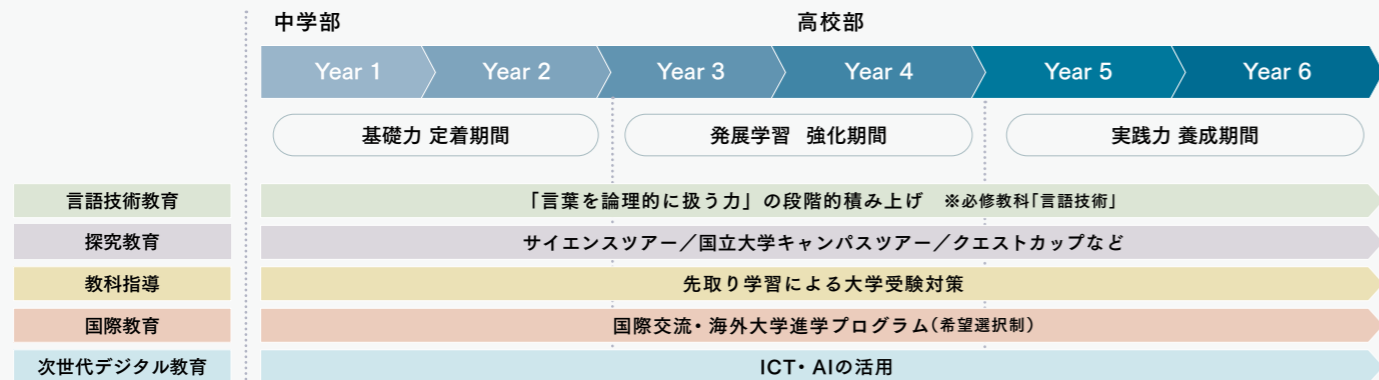 中学部 高校部
Year 1 Year 2 Year 3 Year 4 Year 5 Year 6
基礎力 定着期間 発展学習 強化期間 実践力 養成期間
言語技術教育 「言葉を論理的に扱う力」の段階的積み上げ ※必修教科「言語技術」
探究教育 サイエンスツアー／国立大学キャンパスツアー／クエストカップなど
教科指導 先取り学習による大学受験対策
国際教育 国際交流・海外大学進学プログラム(希望選択制)
次世代デジタル教育 ICT・AIの活用